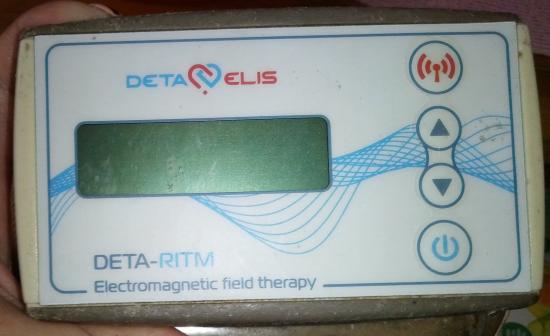 DETA ELIS
DETA-RITM
Electromagnetic field therapy